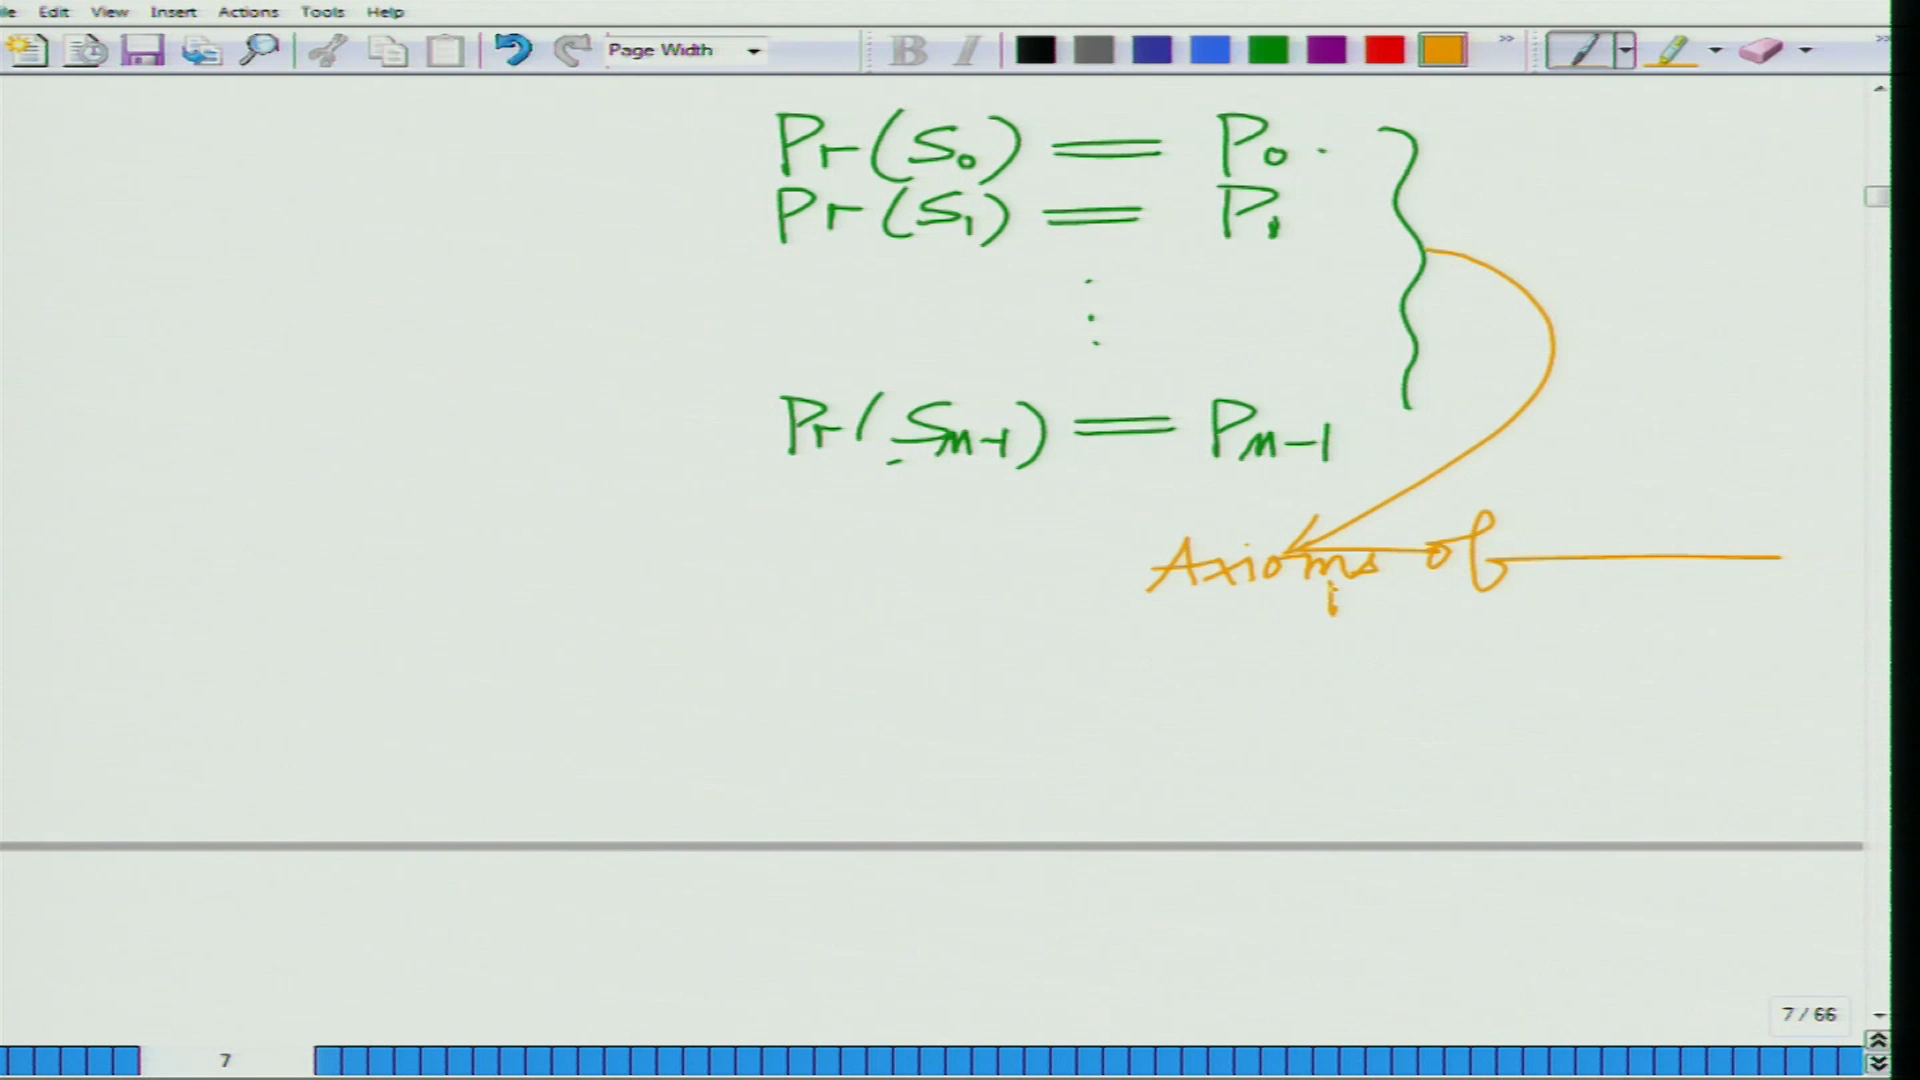 File Edit View Insert Actions Tools Help
Page Width
B I
Pr(S₀) = P₀ .
Pr(S₁) = P₁
⋮
Pr(Sₘ₋₁) = Pₘ₋₁
Axioms of
7 / 66
7